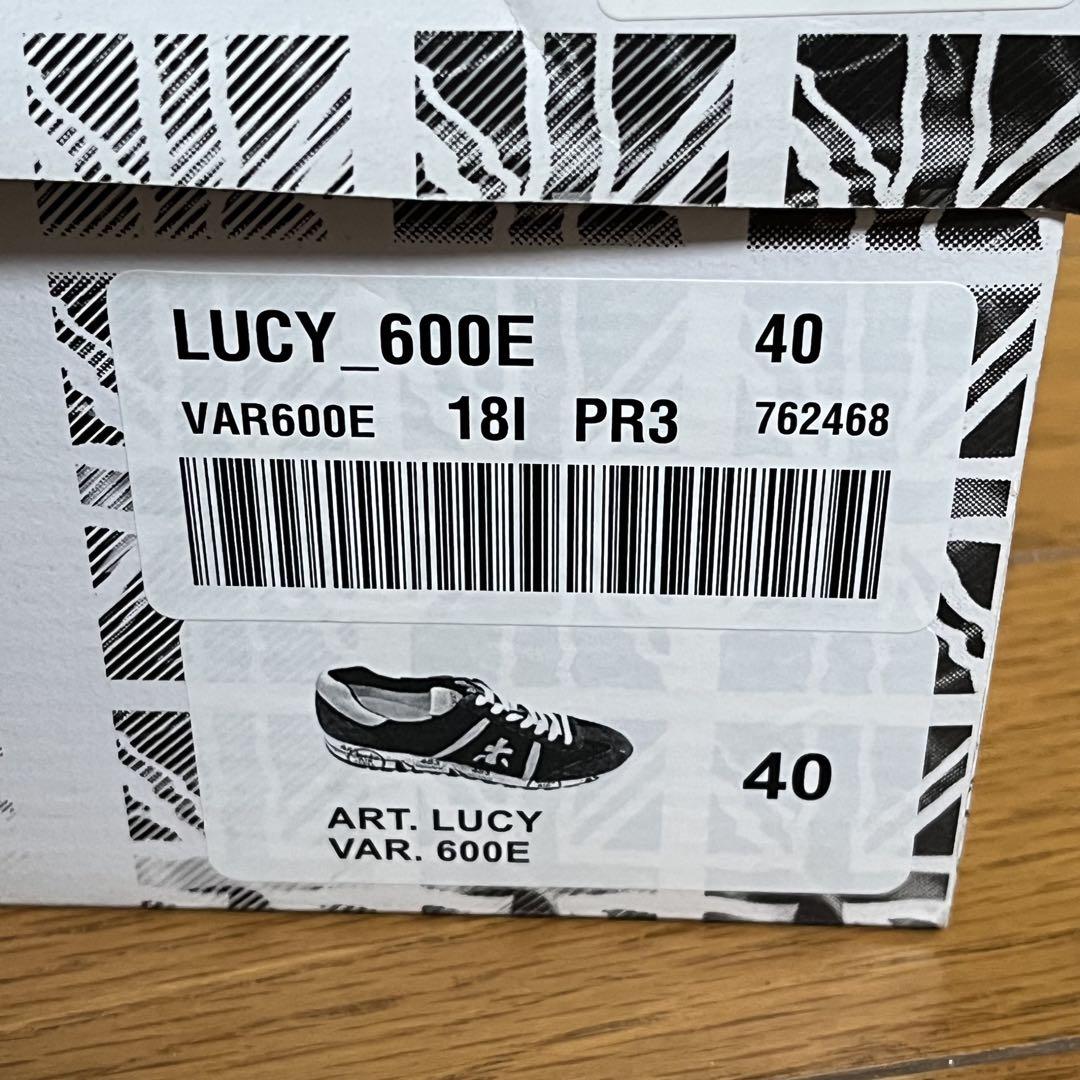 LUCY_600E 40
VAR600E 18I PR3 762468
40
ART. LUCY
VAR. 600E